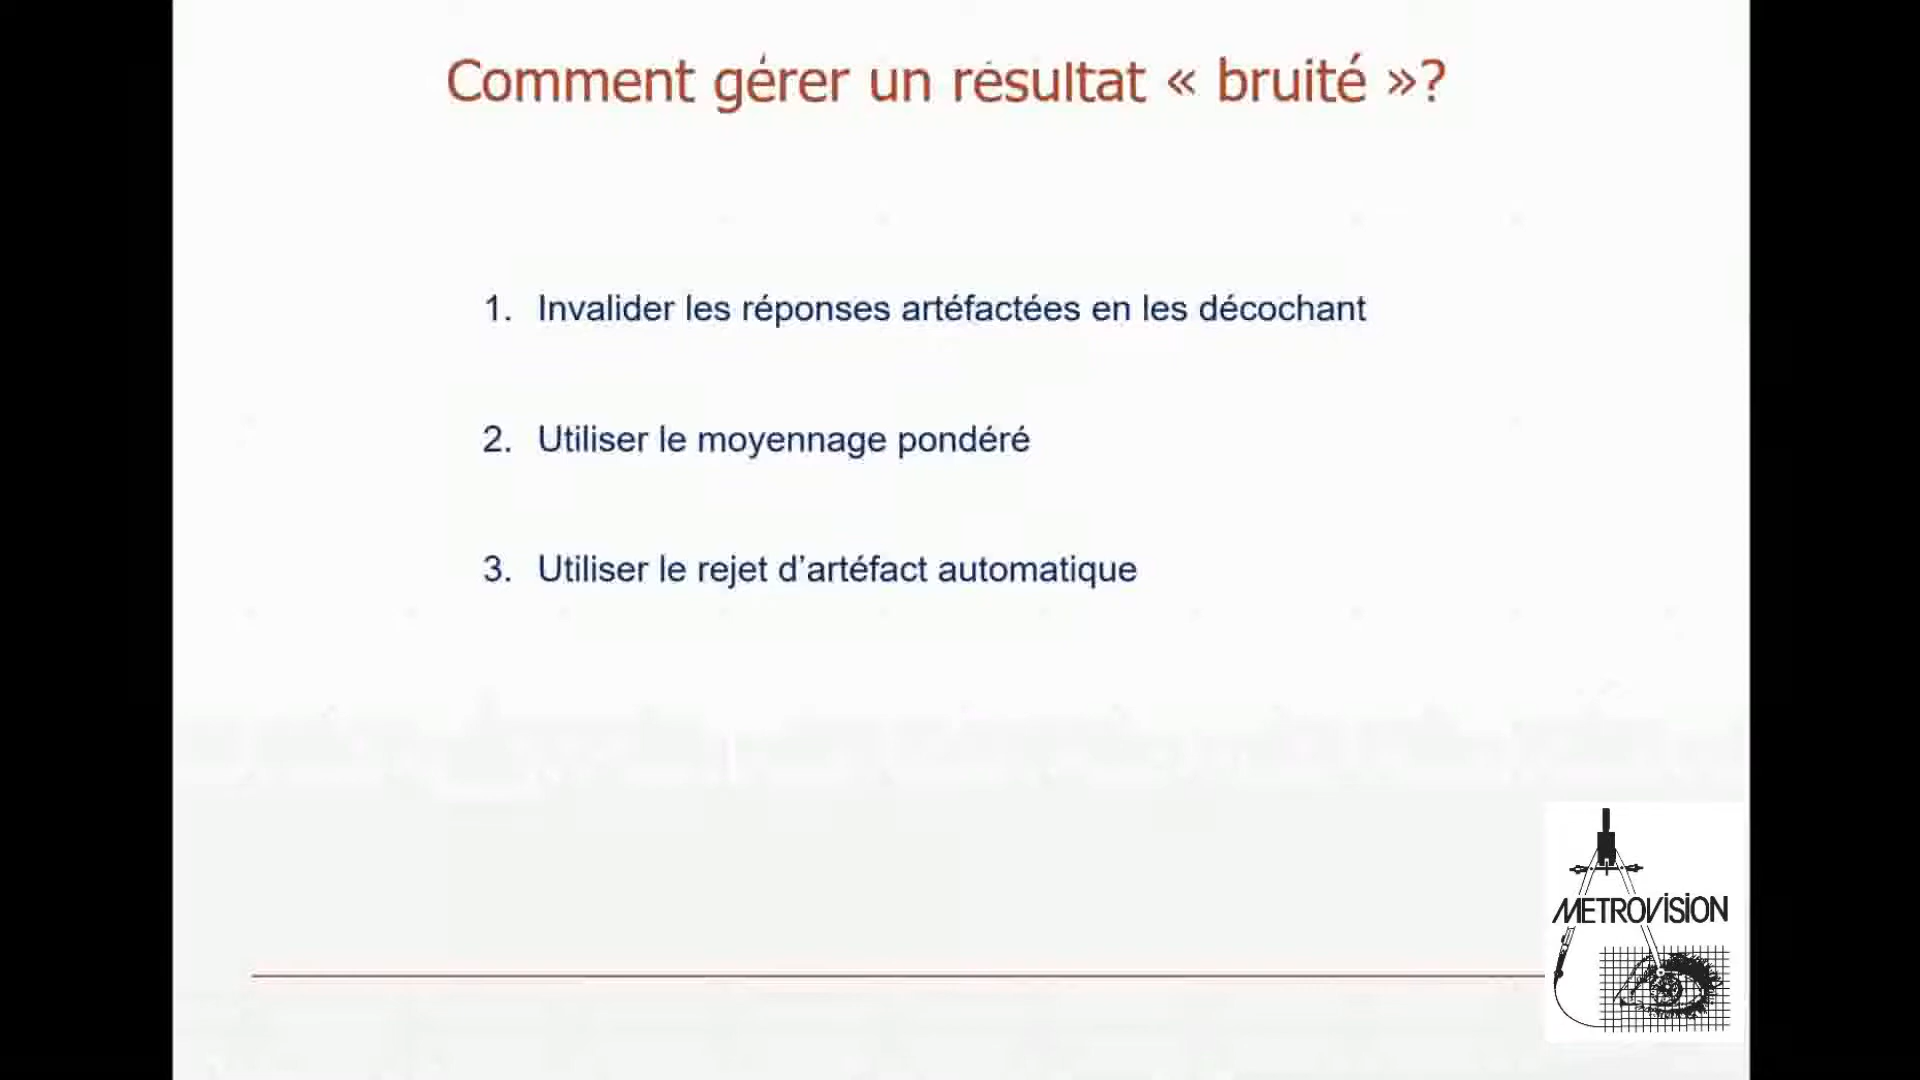 Comment gérer un résultat « bruité »?
1. Invalider les réponses artéfactées en les décochant
2. Utiliser le moyennage pondéré
3. Utiliser le rejet d’artéfact automatique
METROVISION